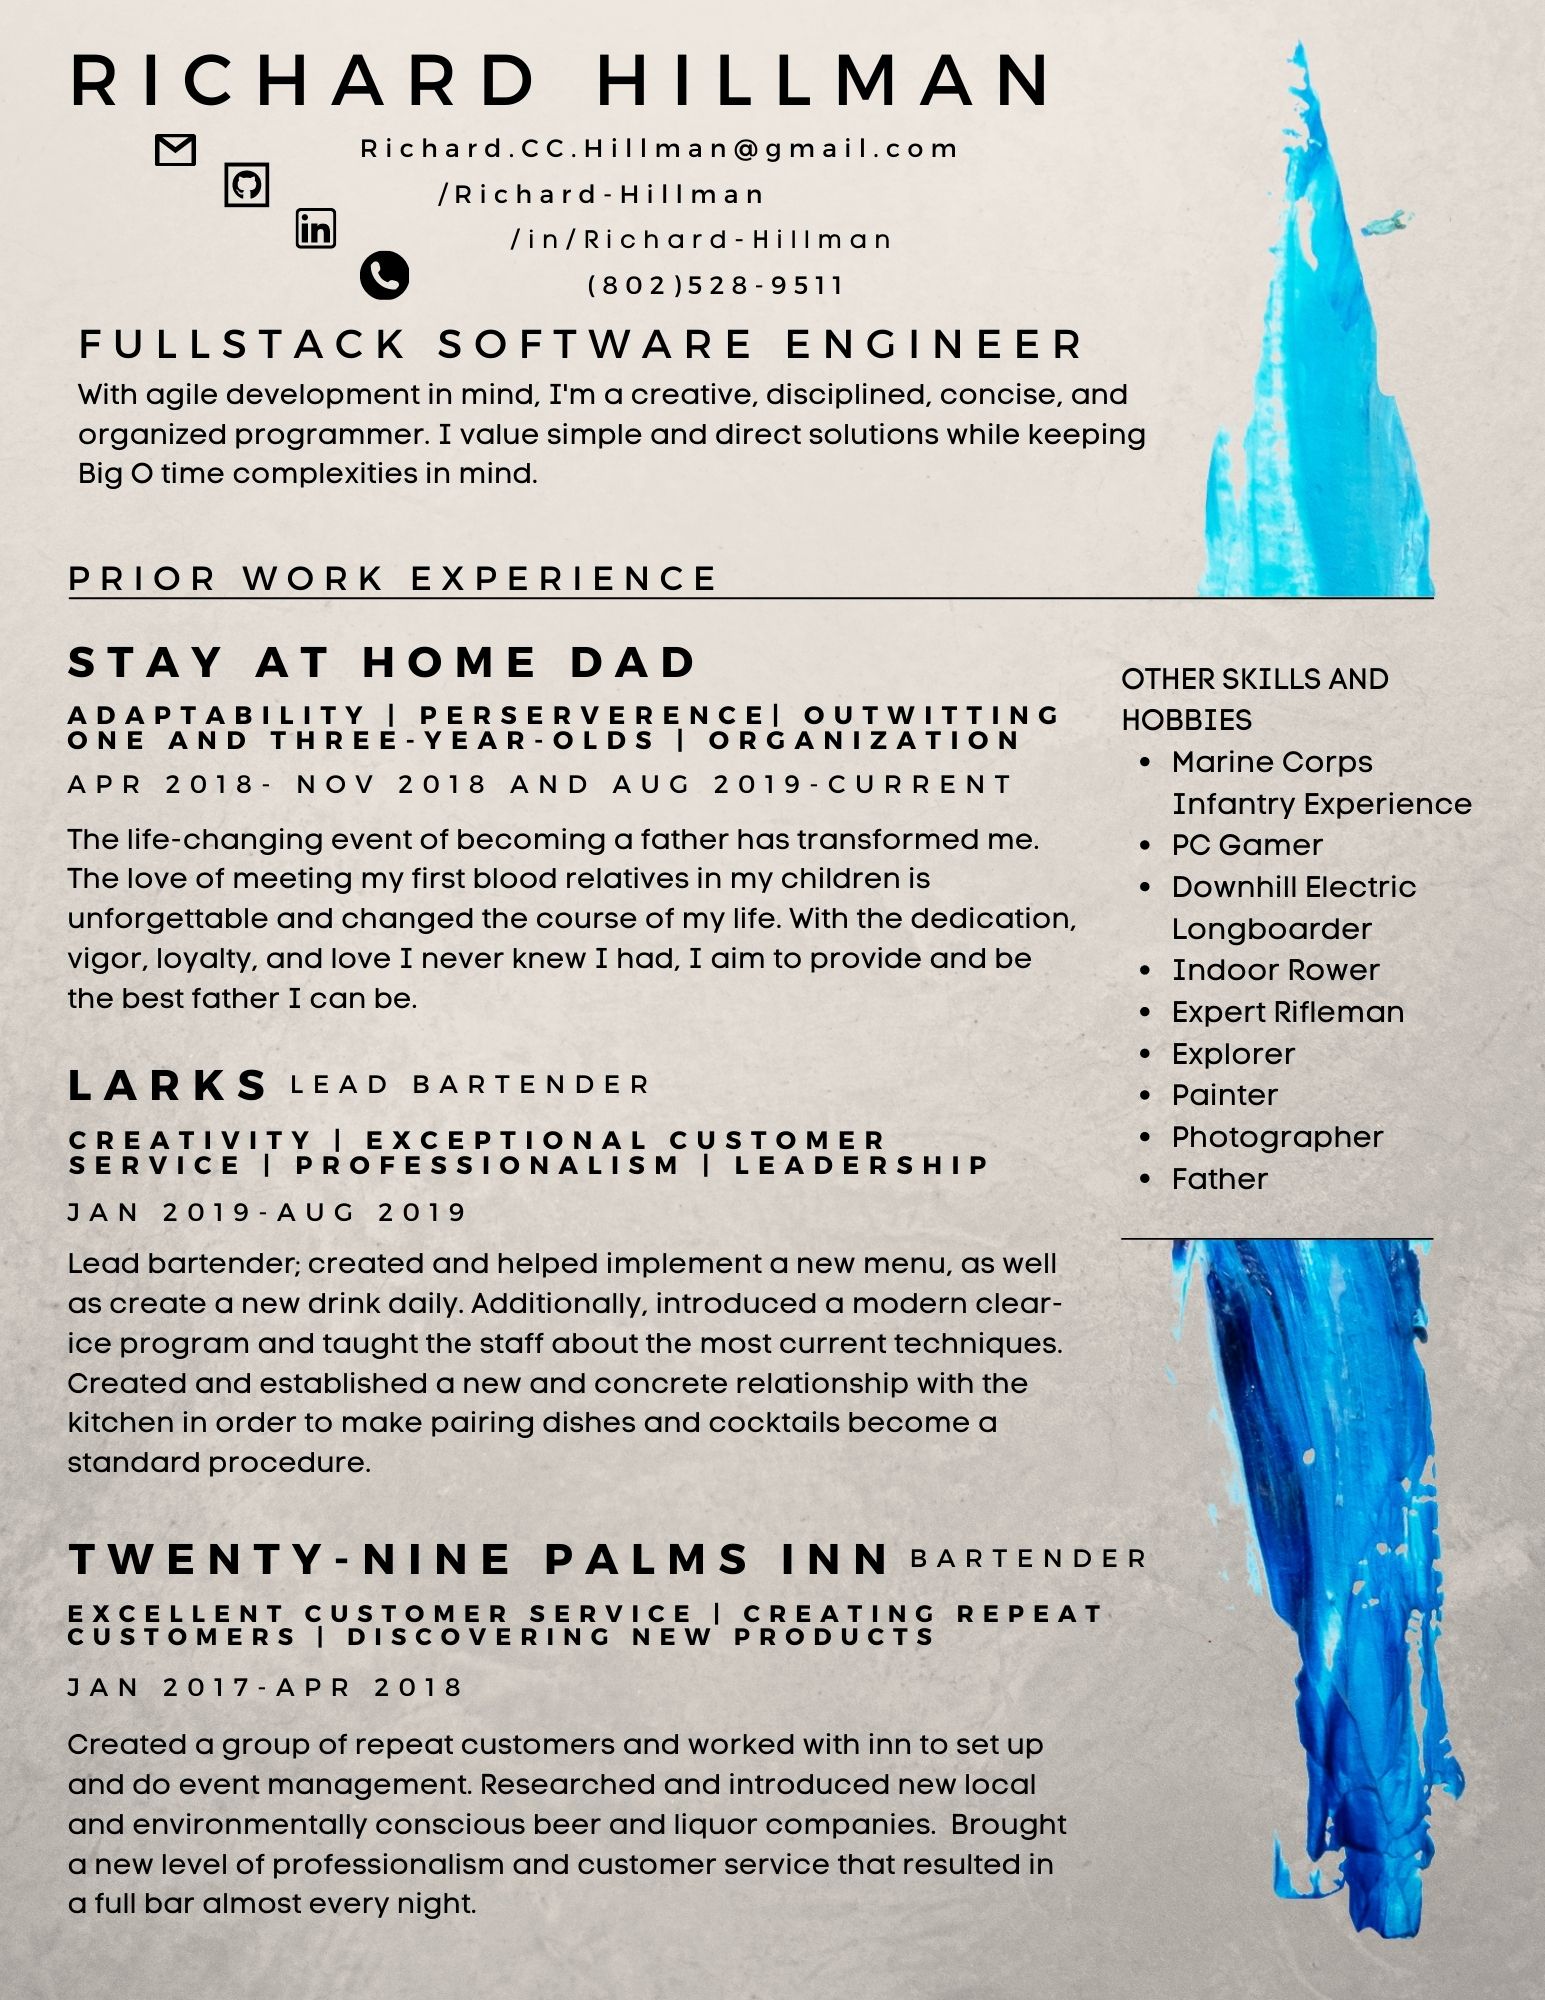 RICHARD HILLMAN
Richard.CC.Hillman@gmail.com
/Richard-Hillman
in /in/Richard-Hillman
(802)528-9511
FULLSTACK SOFTWARE ENGINEER
With agile development in mind, I'm a creative, disciplined, concise, and
organized programmer. I value simple and direct solutions while keeping
Big O time complexities in mind.
PRIOR WORK EXPERIENCE
STAY AT HOME DAD
ADAPTABILITY | PERSERVERENCE| OUTWITTING
ONE AND THREE-YEAR-OLDS | ORGANIZATION
APR 2018- NOV 2018 AND AUG 2019-CURRENT
The life-changing event of becoming a father has transformed me.
The love of meeting my first blood relatives in my children is
unforgettable and changed the course of my life. With the dedication,
vigor, loyalty, and love I never knew I had, I aim to provide and be
the best father I can be.
LARKS LEAD BARTENDER
CREATIVITY | EXCEPTIONAL CUSTOMER
SERVICE | PROFESSIONALISM | LEADERSHIP
JAN 2019-AUG 2019
Lead bartender; created and helped implement a new menu, as well
as create a new drink daily. Additionally, introduced a modern clear-
ice program and taught the staff about the most current techniques.
Created and established a new and concrete relationship with the
kitchen in order to make pairing dishes and cocktails become a
standard procedure.
TWENTY-NINE PALMS INN BARTENDER
EXCELLENT CUSTOMER SERVICE | CREATING REPEAT
CUSTOMERS | DISCOVERING NEW PRODUCTS
JAN 2017-APR 2018
Created a group of repeat customers and worked with inn to set up
and do event management. Researched and introduced new local
and environmentally conscious beer and liquor companies.  Brought
a new level of professionalism and customer service that resulted in
a full bar almost every night.
OTHER SKILLS AND
HOBBIES
• Marine Corps
Infantry Experience
• PC Gamer
• Downhill Electric
Longboarder
• Indoor Rower
• Expert Rifleman
• Explorer
• Painter
• Photographer
• Father